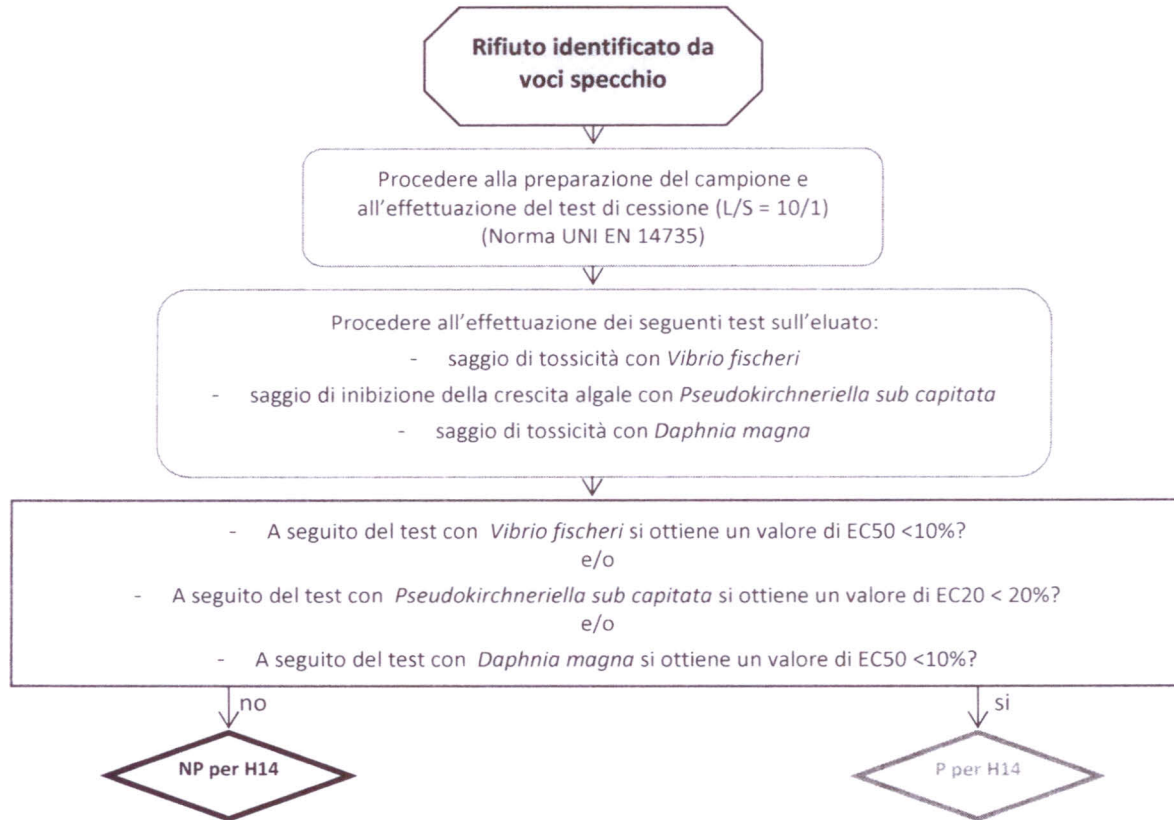 Rifiuto identificato da
voci specchio
Procedere alla preparazione del campione e
all'effettuazione del test di cessione (L/S = 10/1)
(Norma UNI EN 14735)
Procedere all'effettuazione dei seguenti test sull'eluato:
- saggio di tossicità con Vibrio fischeri
- saggio di inibizione della crescita algale con Pseudokirchneriella sub capitata
- saggio di tossicità con Daphnia magna
- A seguito del test con Vibrio fischeri si ottiene un valore di EC50 <10%?
e/o
- A seguito del test con Pseudokirchneriella sub capitata si ottiene un valore di EC20 < 20%?
e/o
- A seguito del test con Daphnia magna si ottiene un valore di EC50 <10%?
no
si
NP per H14
P per H14